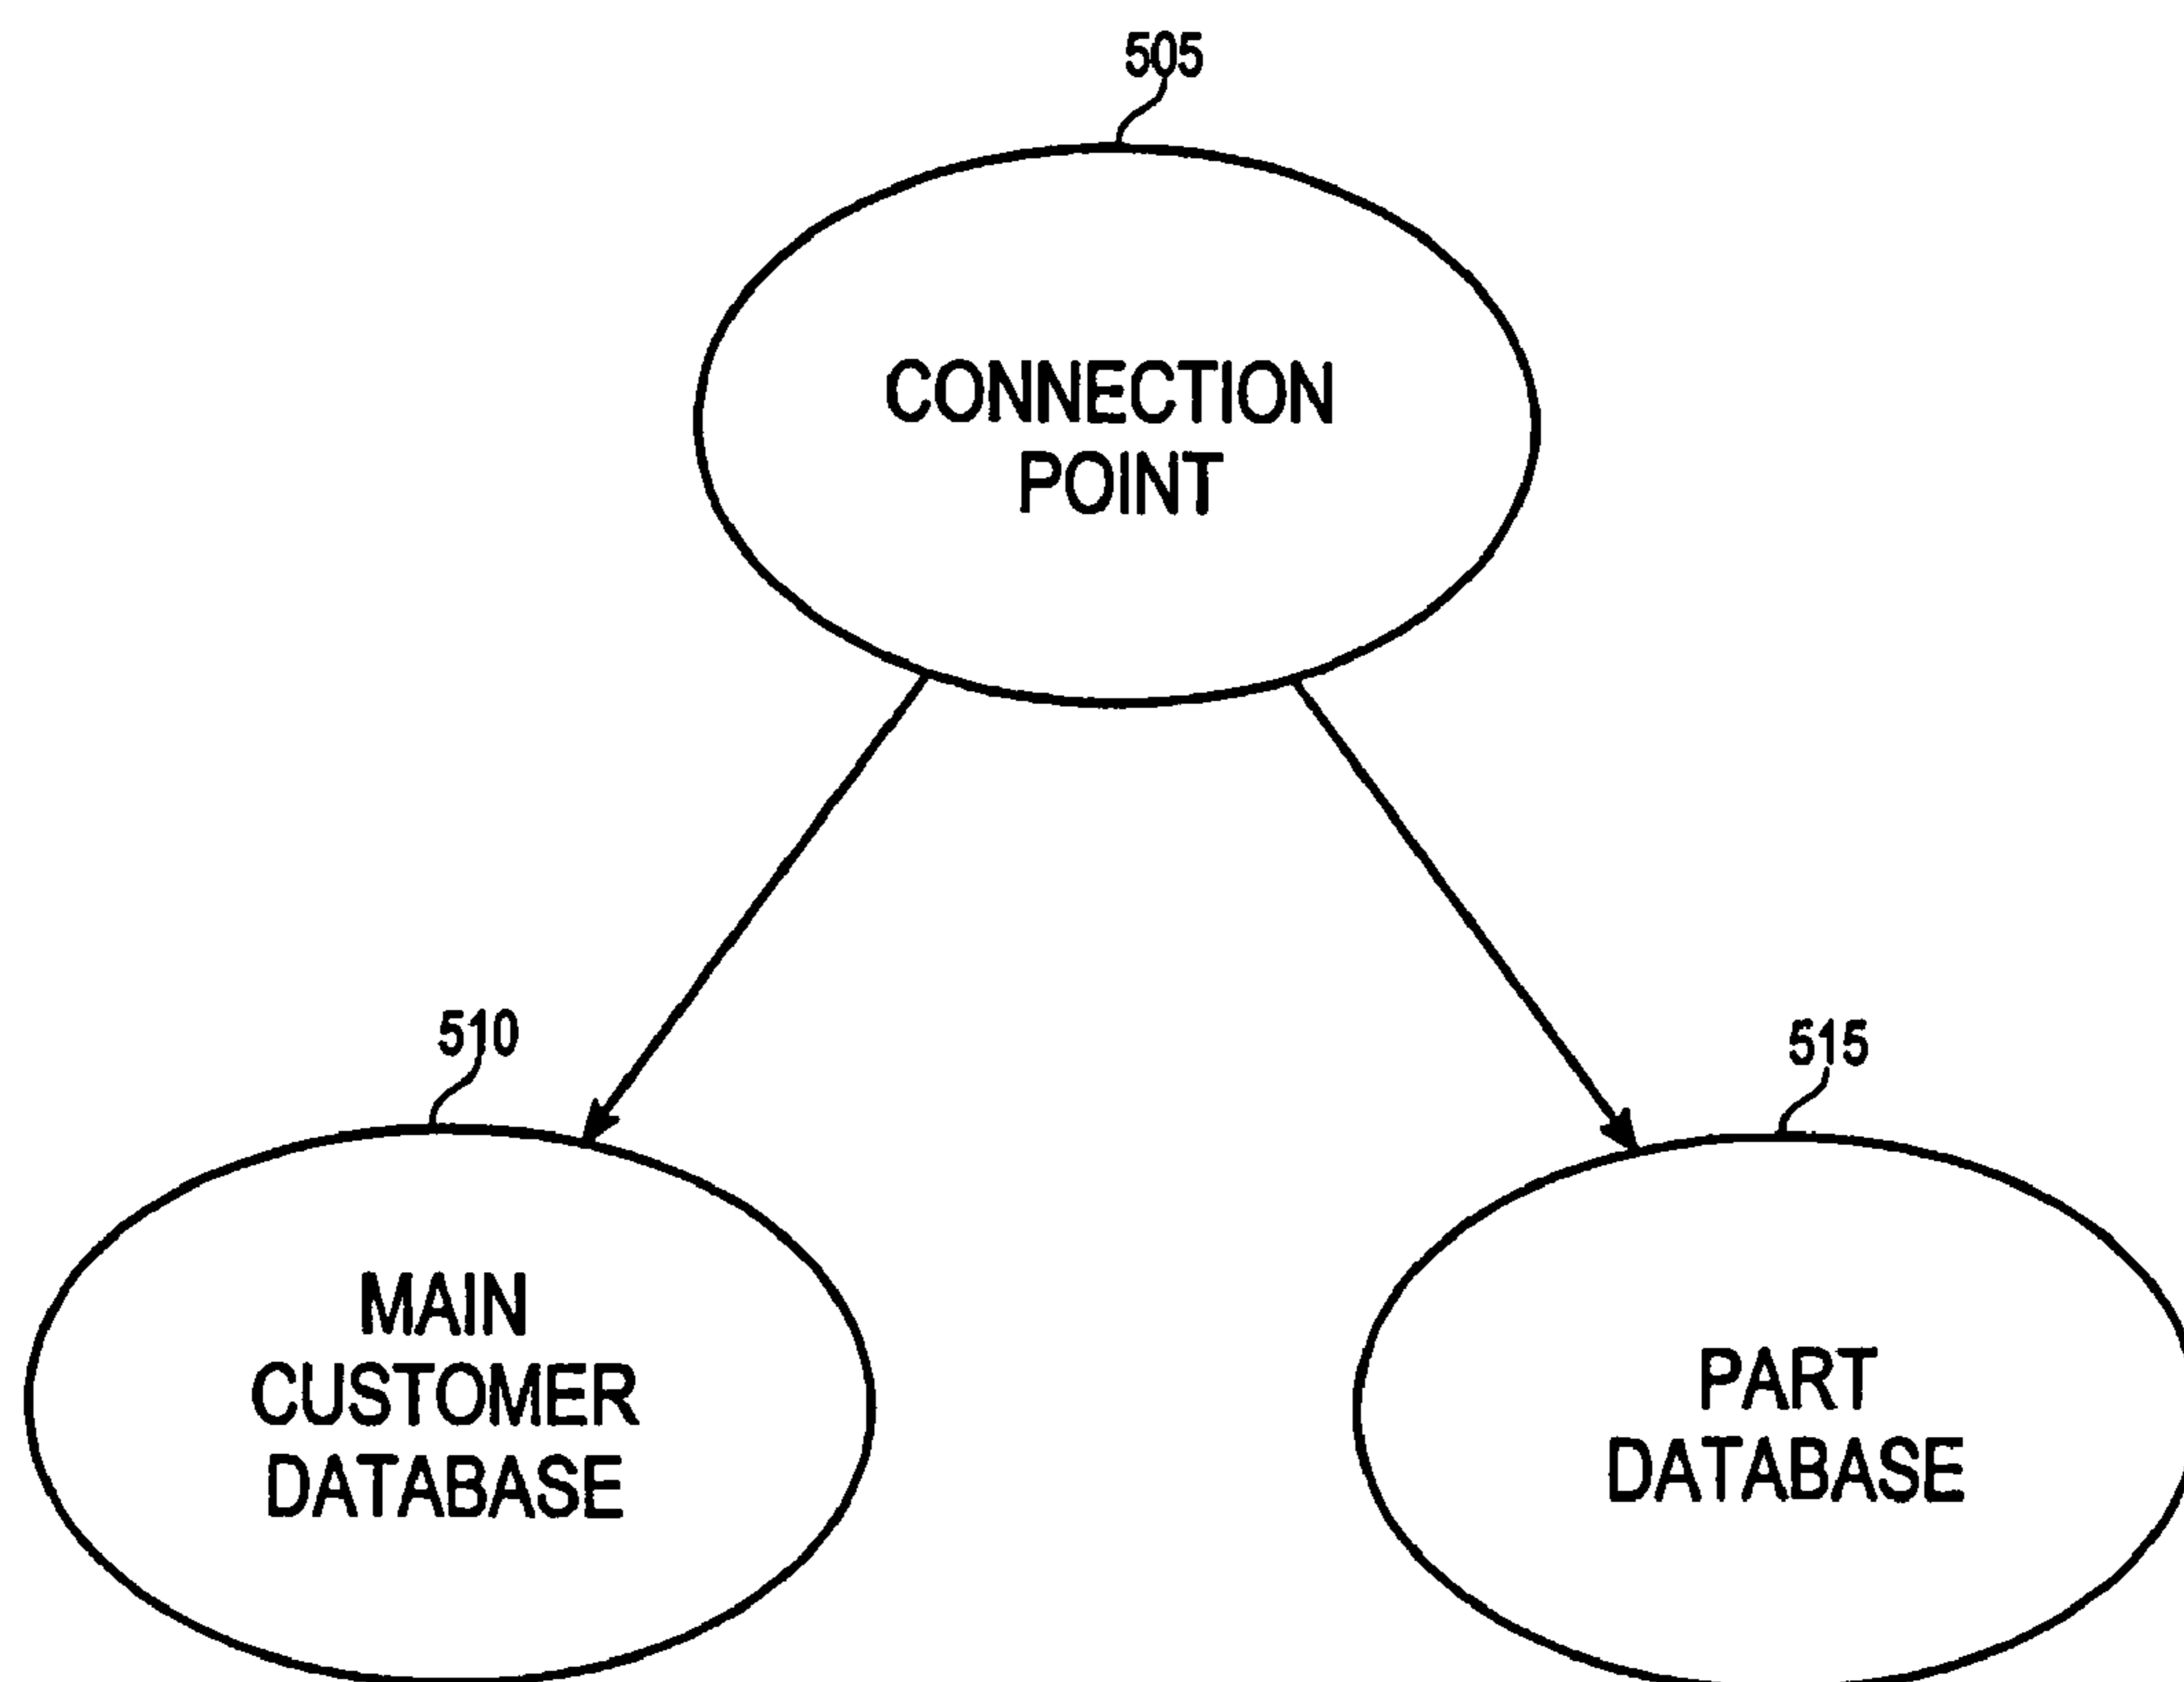 505
CONNECTION
POINT
510
515
MAIN
CUSTOMER
DATABASE
PART
DATABASE